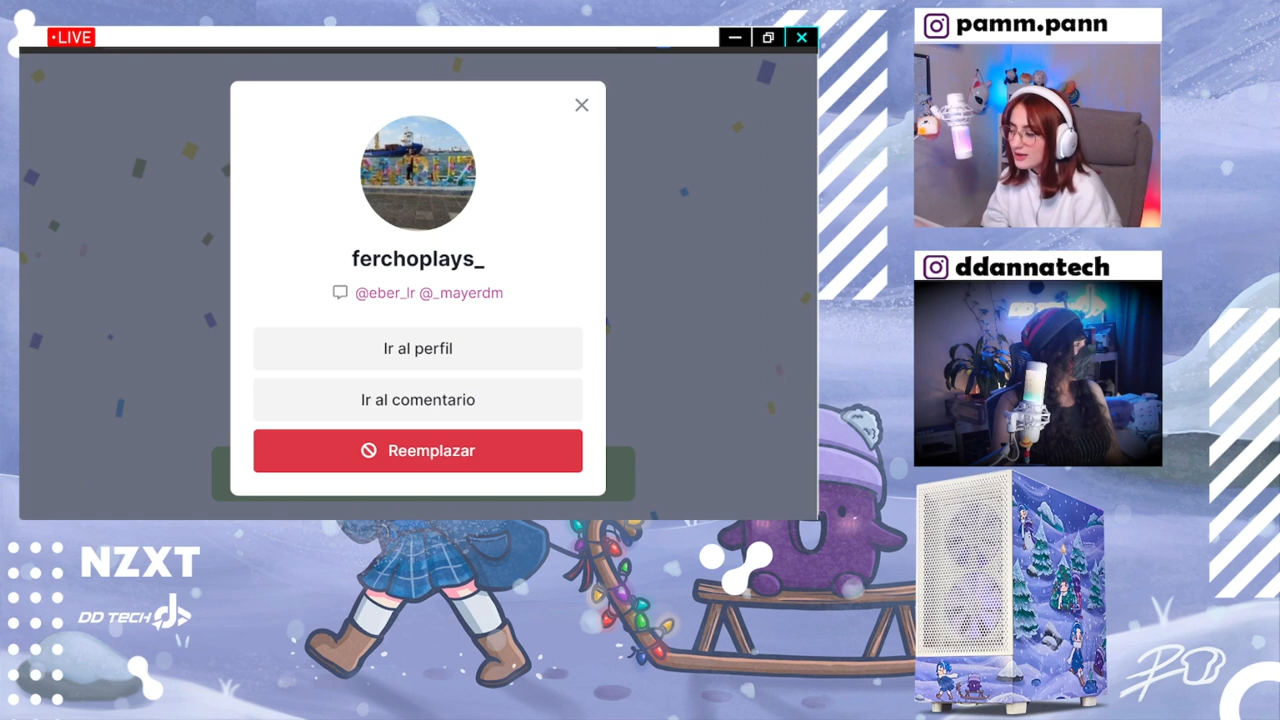 • LIVE
pamm.pann
ferchoplays_
@eber_lr @_mayerdm
Ir al perfil
Ir al comentario
Reemplazar
ddannatech
NZXT
DD TECH